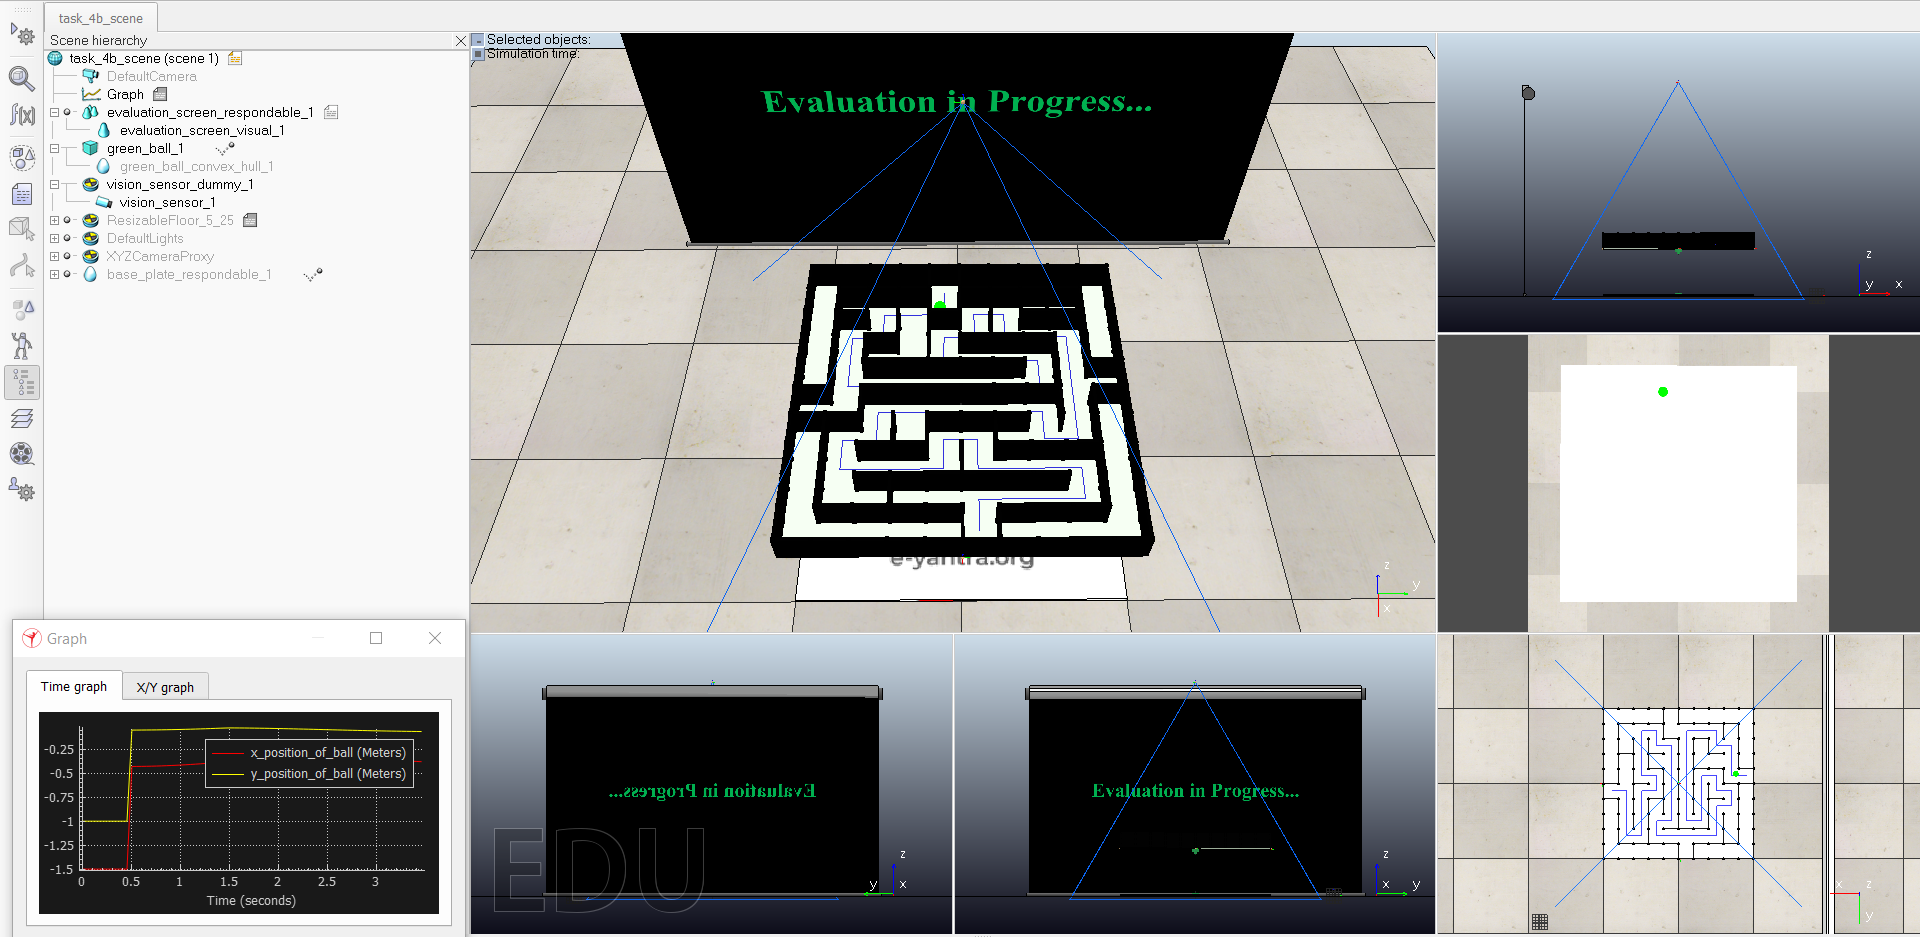 task_4b_scene
Scene hierarchy
task_4b_scene (scene 1)
DefaultCamera
Graph
evaluation_screen_respondable_1
evaluation_screen_visual_1
green_ball_1
green_ball_convex_hull_1
vision_sensor_dummy_1
vision_sensor_1
ResizableFloor_5_25
DefaultLights
XYZCameraProxy
base_plate_respondable_1
f(x)
Selected objects:
Simulation time:
Evaluation in Progress...
e-yantra.org
z
y
x
z
y
x
Graph
Time graph
X/Y graph
x_position_of_ball (Meters)
y_position_of_ball (Meters)
-0.25
-0.5
-0.75
-1
-1.25
-1.5
0 0.5 1 1.5 2 2.5 3
Time (seconds)
Evaluation in Progress...
EDU
z
y x
Evaluation in Progress...
z
x y
x z
y